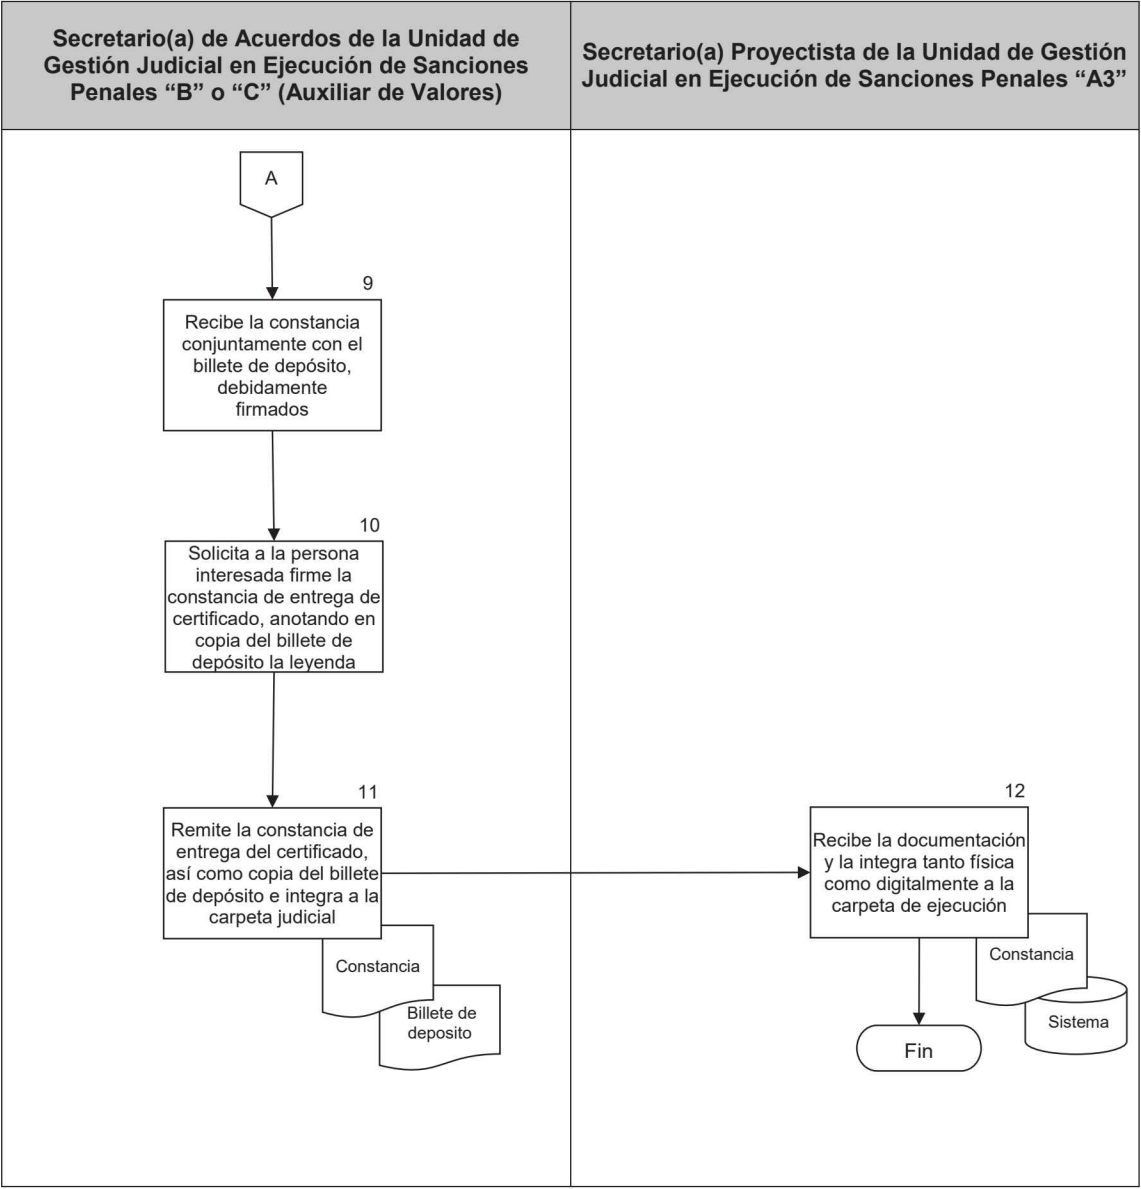 Secretario(a) de Acuerdos de la Unidad de
Gestión Judicial en Ejecución de Sanciones
Penales “B” o “C” (Auxiliar de Valores)
Secretario(a) Proyectista de la Unidad de Gestión
Judicial en Ejecución de Sanciones Penales “A3”
A
9
Recibe la constancia
conjuntamente con el
billete de depósito,
debidamente
firmados
10
Solicita a la persona
interesada firme la
constancia de entrega de
certificado, anotando en
copia del billete de
depósito la leyenda
11
Remite la constancia de
entrega del certificado,
así como copia del billete
de depósito e integra a la
carpeta judicial
Constancia
Billete de
deposito
12
Recibe la documentación
y la integra tanto física
como digitalmente a la
carpeta de ejecución
Constancia
Sistema
Fin